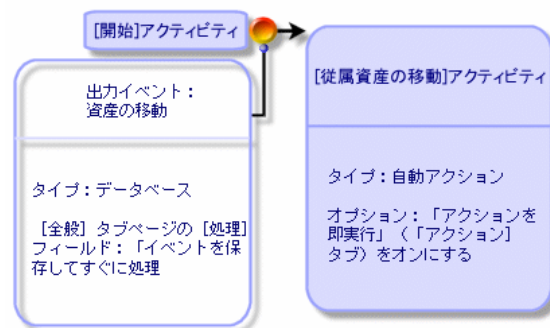 [開始]アクティビティ
出力イベント：
資産の移動
タイプ：データベース
［全般］タブページの［処理］
フィールド：「イベントを保
存してすぐに処理
[従属資産の移動]アクティビティ
タイプ：自動アクション
オプション：「アクションを
即実行」（「アクション］
タブ）をオンにする